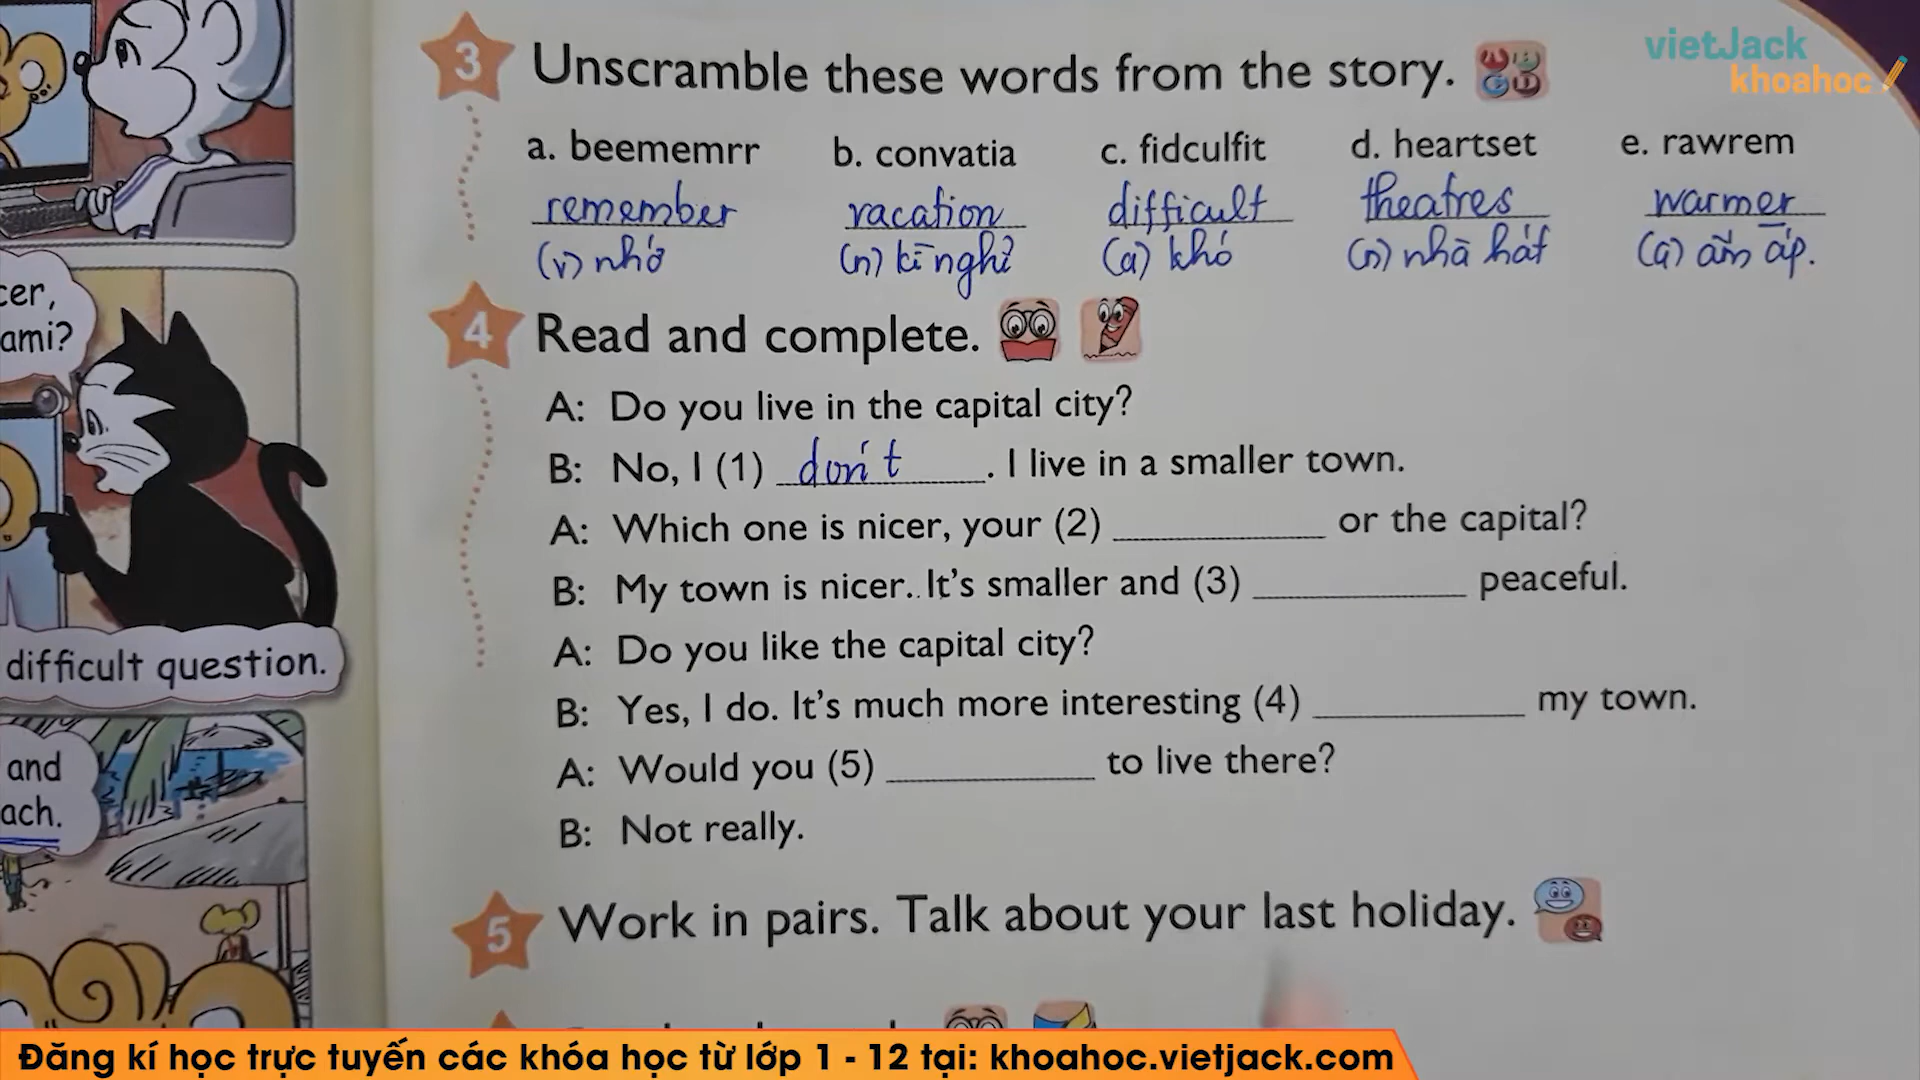 vietJack
khoahoc
3 Unscramble these words from the story.
a. beememrr b. convatia c. fidculfit d. heartset e. rawrem
remember vacation difficult theatres warmer
(v) nhớ (n) kì nghỉ (a) khó (n) nhà hát (a) ấm áp.
cer,
ami?
4 Read and complete.
A: Do you live in the capital city?
B: No, I (1) don't. I live in a smaller town.
A: Which one is nicer, your (2) ____ or the capital?
B: My town is nicer. It's smaller and (3) ____ peaceful.
A: Do you like the capital city?
difficult question.
B: Yes, I do. It's much more interesting (4) ____ my town.
and
ach.
A: Would you (5) ____ to live there?
B: Not really.
5 Work in pairs. Talk about your last holiday.
Đăng kí học trực tuyến các khóa học từ lớp 1 - 12 tại: khoahoc.vietjack.com